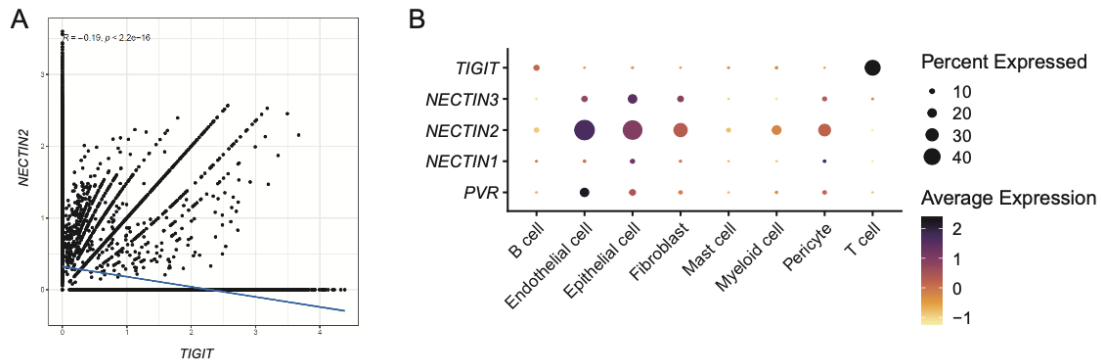 A
R = −0.19, p < 2.2e−16
3
2
1
0
0
1
2
3
4
NECTIN2
TIGIT
B
TIGIT
NECTIN3
NECTIN2
NECTIN1
PVR
B cell
Endothelial cell
Epithelial cell
Fibroblast
Mast cell
Myeloid cell
Pericyte
T cell
Percent Expressed
10
20
30
40
Average Expression
2
1
0
−1